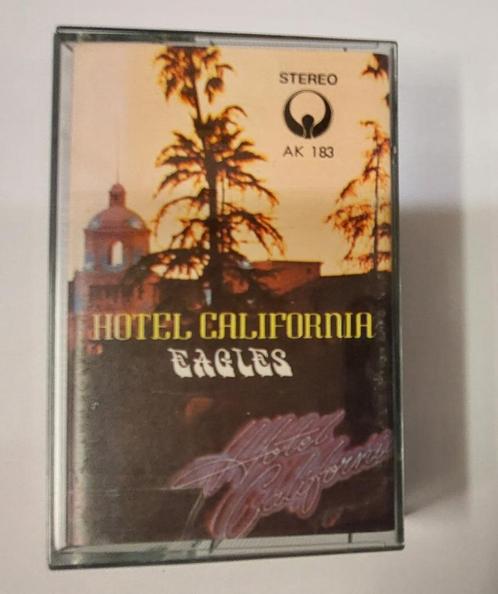 STEREO
AK 183
HOTEL CALIFORNIA
EAGLES
Hotel
California